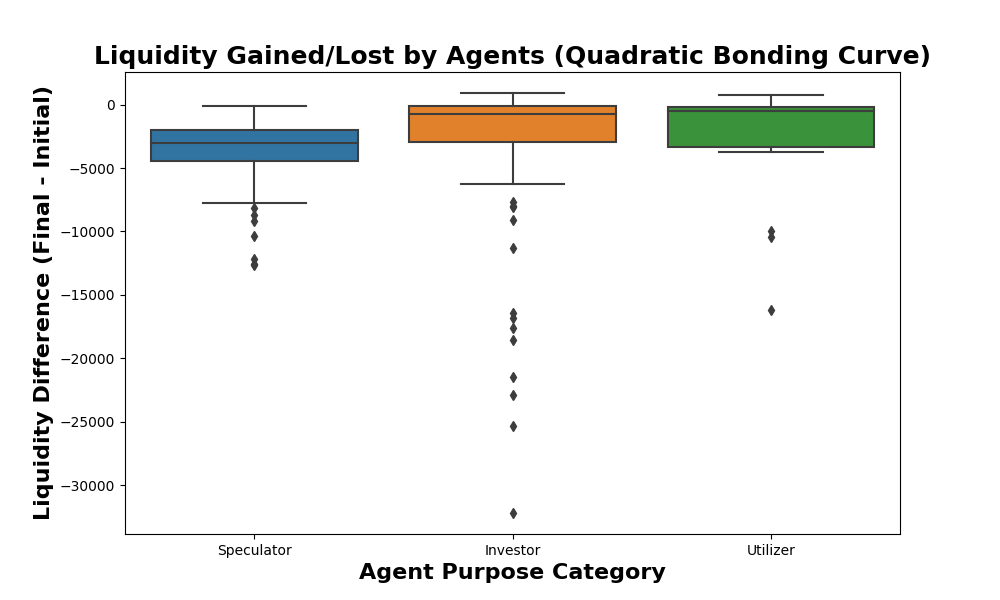 Liquidity Gained/Lost by Agents (Quadratic Bonding Curve)
Liquidity Difference (Final - Initial)
0
−5000
−10000
−15000
−20000
−25000
−30000
Speculator
Investor
Utilizer
Agent Purpose Category